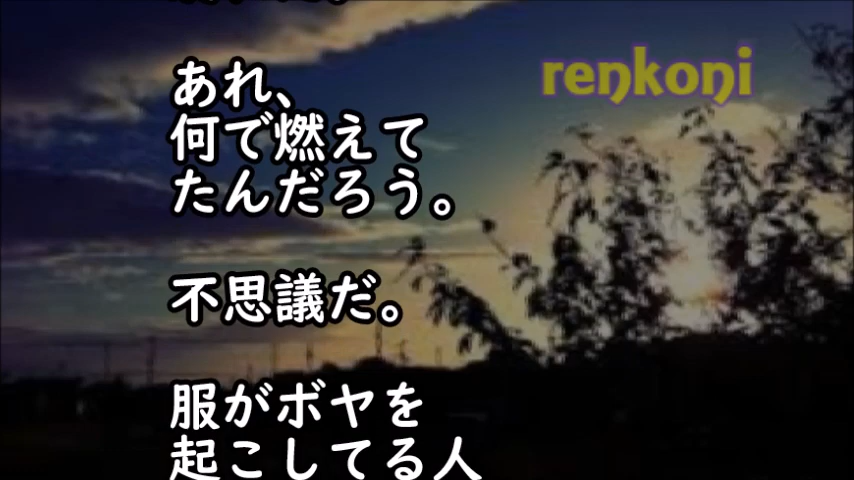 あれ、
renkoni
何で燃えて
たんだろう。
不思議だ。
服がボヤを
起こしてる人